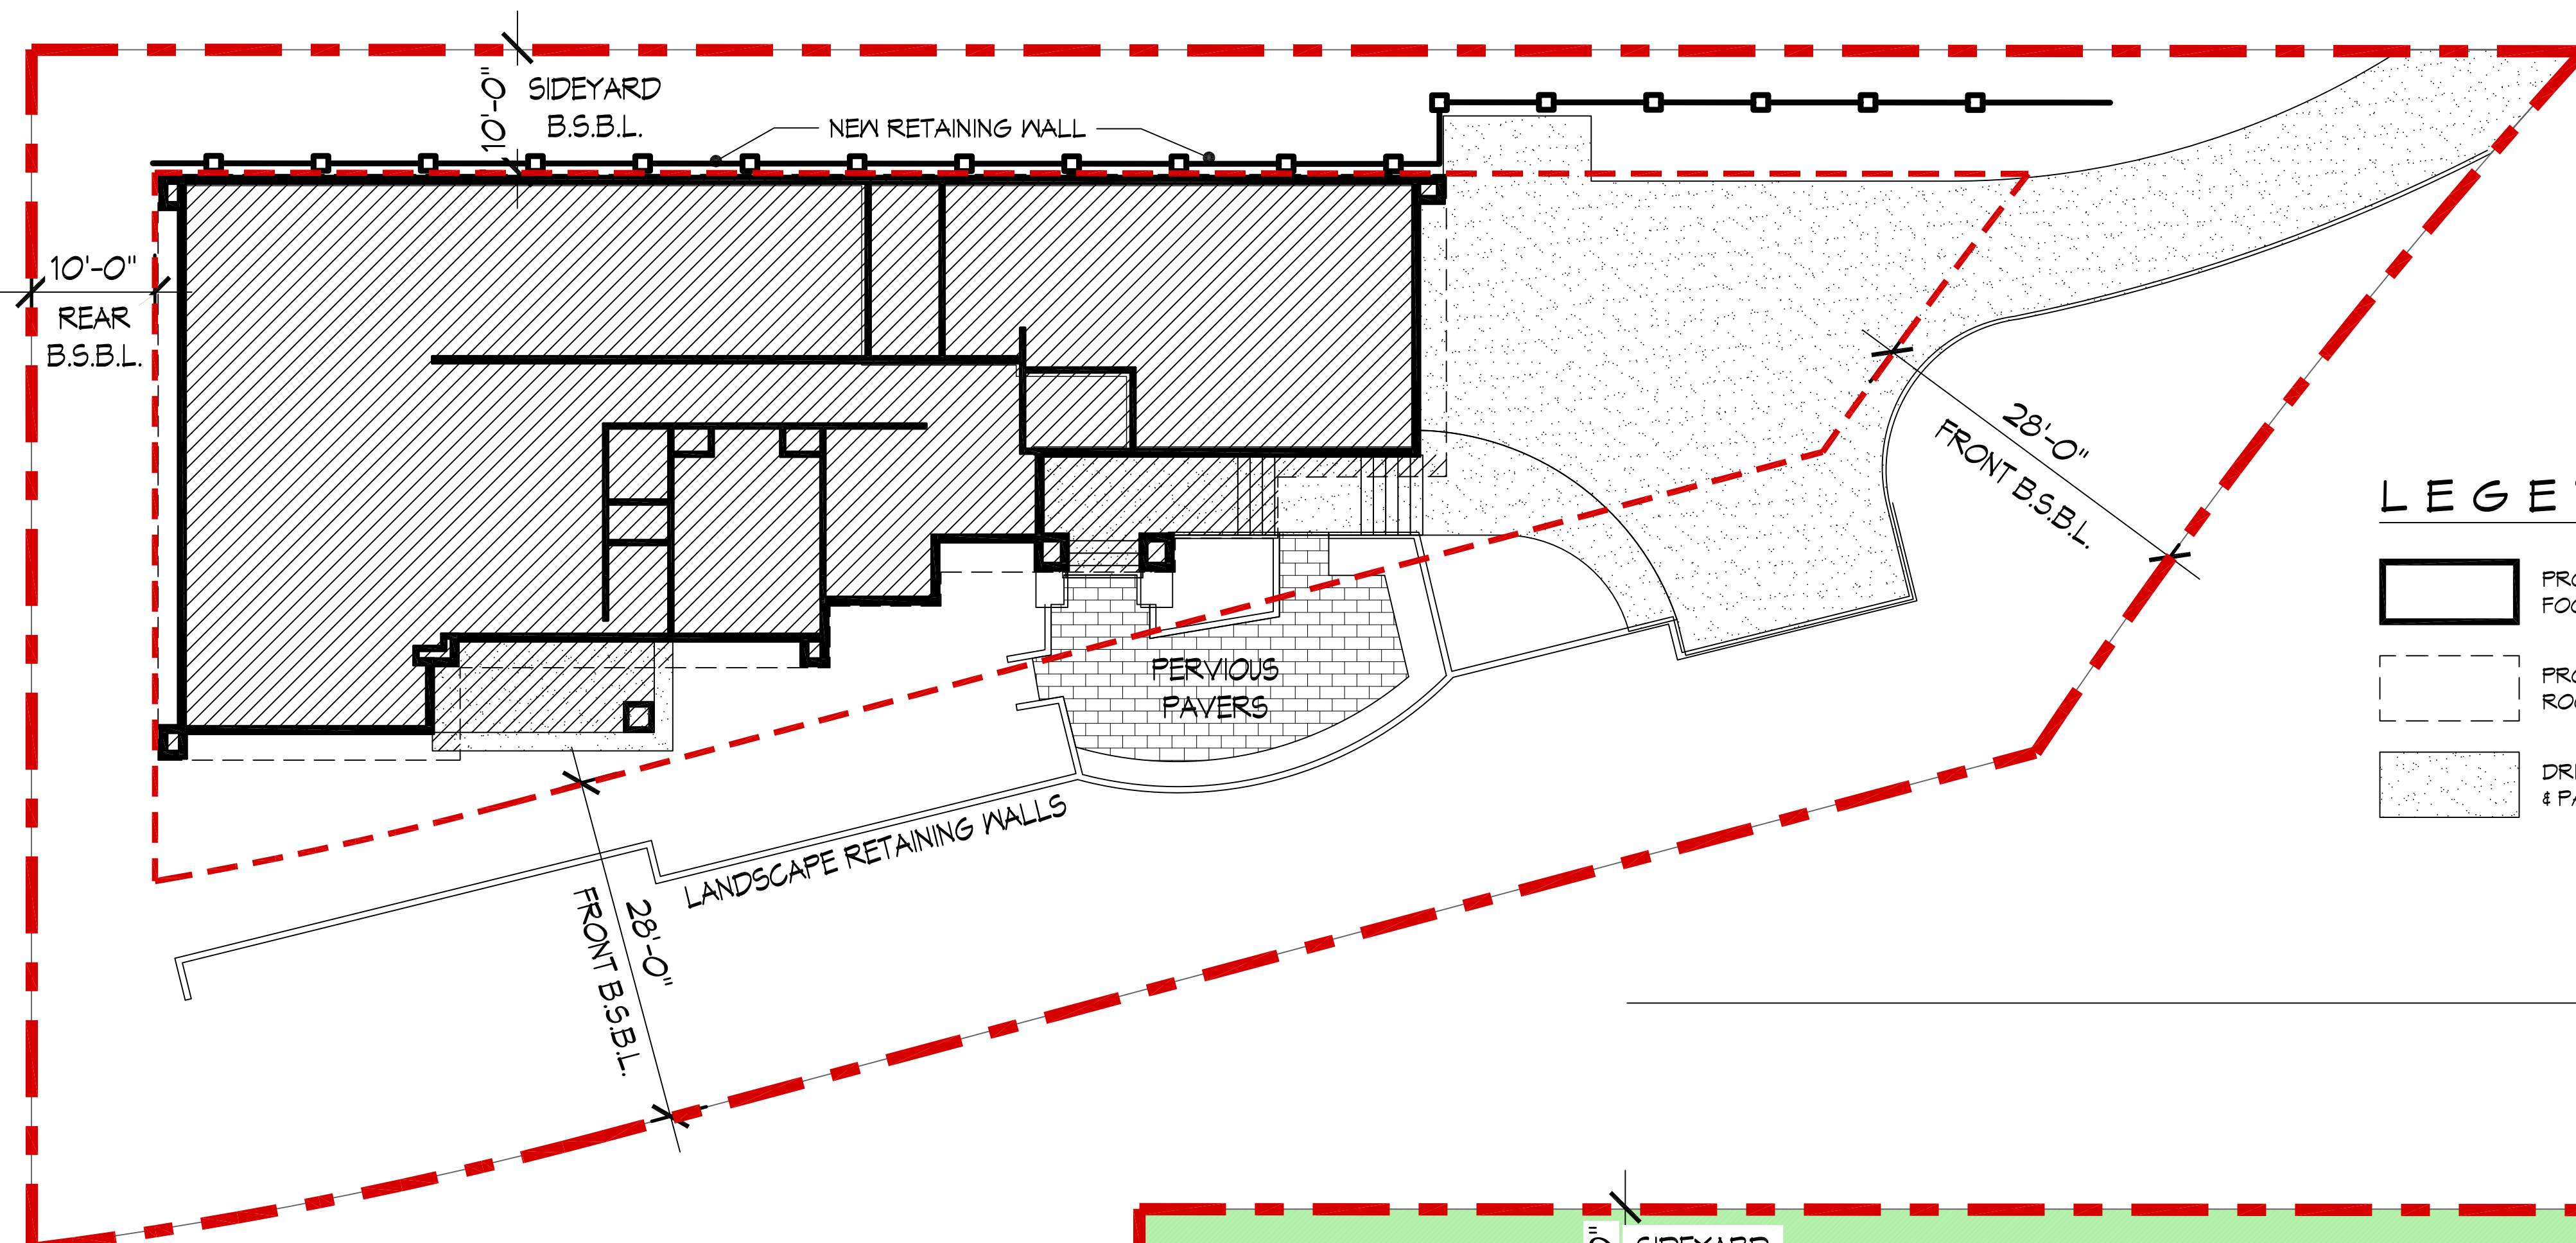 10'-0"
SIDEYARD
B.S.B.L.
NEW RETAINING WALL
10'-0"
REAR
B.S.B.L.
28'-0"
FRONT B.S.B.L.
PERVIOUS
PAVERS
LANDSCAPE RETAINING WALLS
28'-0"
FRONT B.S.B.L.
SIDEYARD